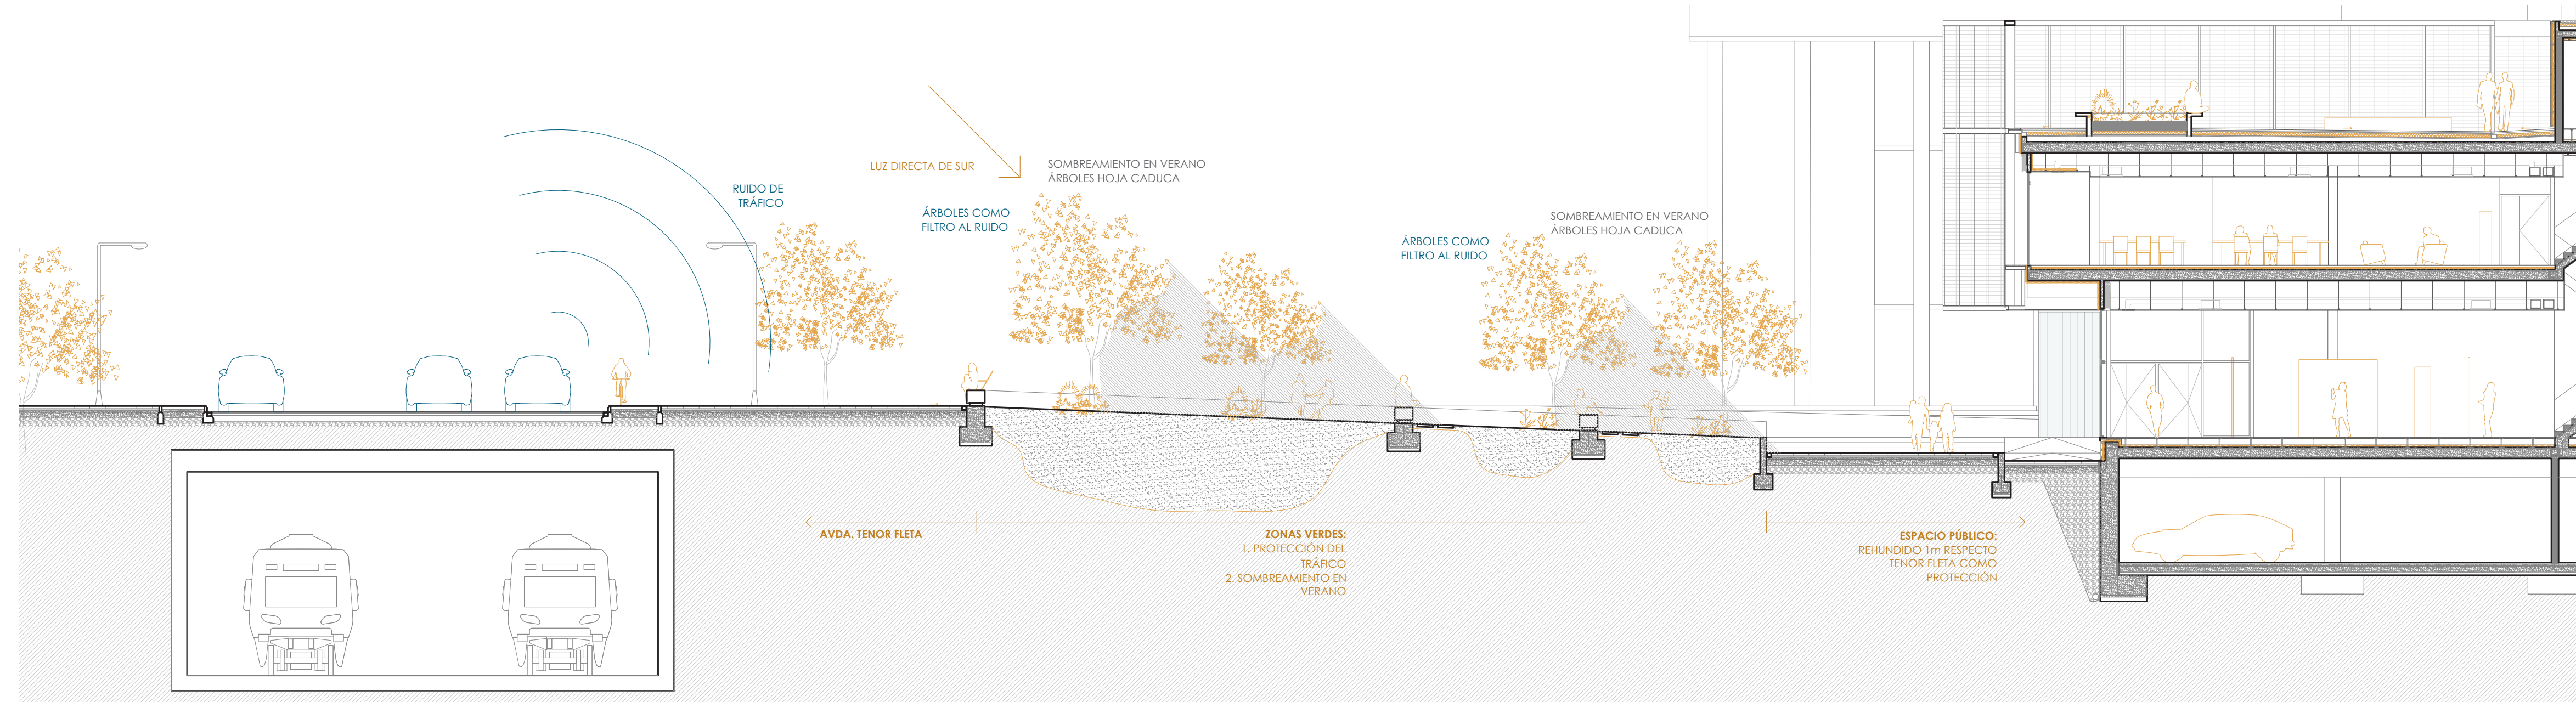 RUIDO DE
TRÁFICO
LUZ DIRECTA DE SUR
ÁRBOLES COMO
FILTRO AL RUIDO
SOMBREAMIENTO EN VERANO
ÁRBOLES HOJA CADUCA
ÁRBOLES COMO
FILTRO AL RUIDO
SOMBREAMIENTO EN VERANO
ÁRBOLES HOJA CADUCA
AVDA. TENOR FLETA
ZONAS VERDES:
1. PROTECCIÓN DEL
TRÁFICO
2. SOMBREAMIENTO EN
VERANO
ESPACIO PÚBLICO:
REHUNDIDO 1m RESPECTO
TENOR FLETA COMO
PROTECCIÓN